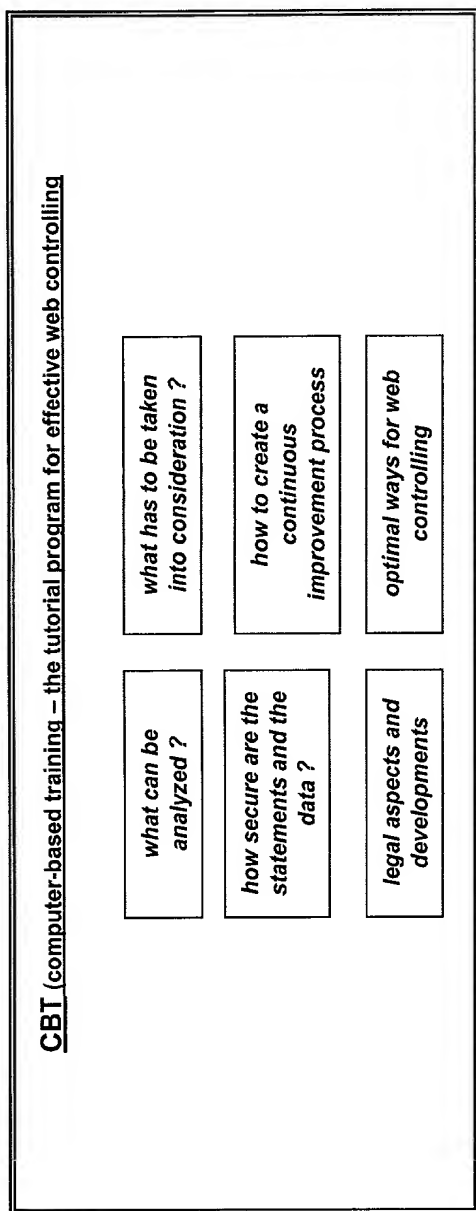 CBT (computer-based training – the tutorial program for effective web controlling
what can be
analyzed ?
what has to be taken
into consideration ?
how secure are the
statements and the
data ?
how to create a
continuous
improvement process
legal aspects and
developments
optimal ways for web
controlling